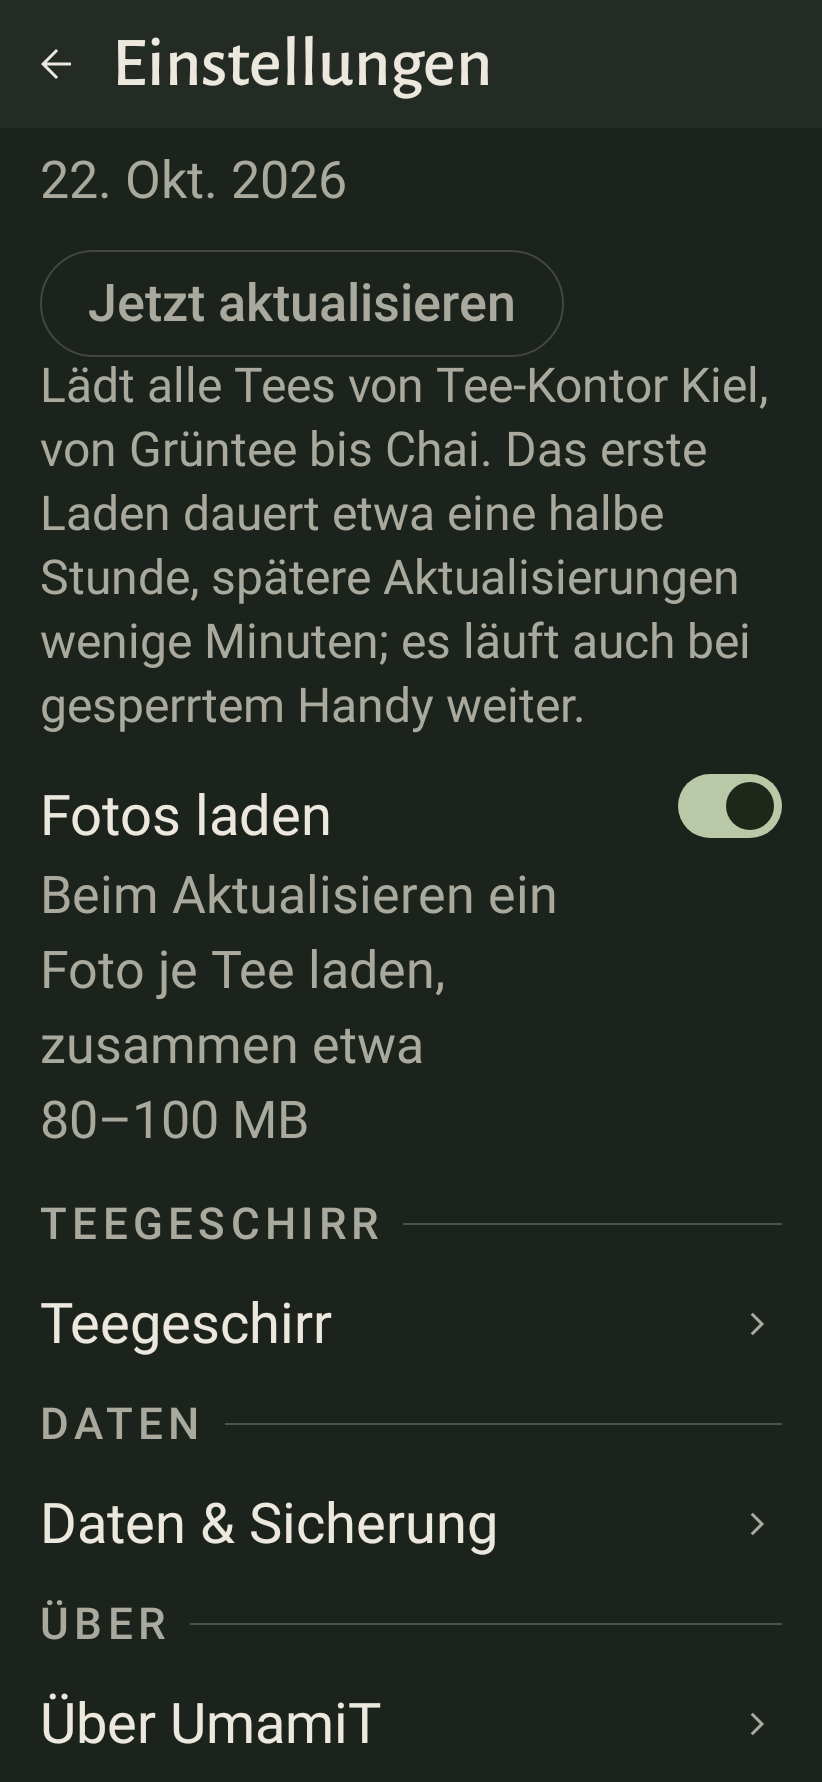 Einstellungen
22. Okt. 2026
Jetzt aktualisieren
Lädt alle Tees von Tee-Kontor Kiel,
von Grüntee bis Chai. Das erste
Laden dauert etwa eine halbe
Stunde, spätere Aktualisierungen
wenige Minuten; es läuft auch bei
gesperrtem Handy weiter.
Fotos laden
Beim Aktualisieren ein
Foto je Tee laden,
zusammen etwa
80–100 MB
TEEGESCHIRR
Teegeschirr
DATEN
Daten & Sicherung
ÜBER
Über UmamiT